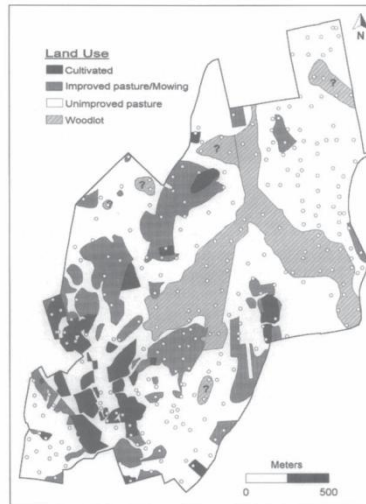 N
Land Use
Cultivated
Improved pasture/Mowing
Unimproved pasture
Woodlot
?
?
?
?
Meters
0 500